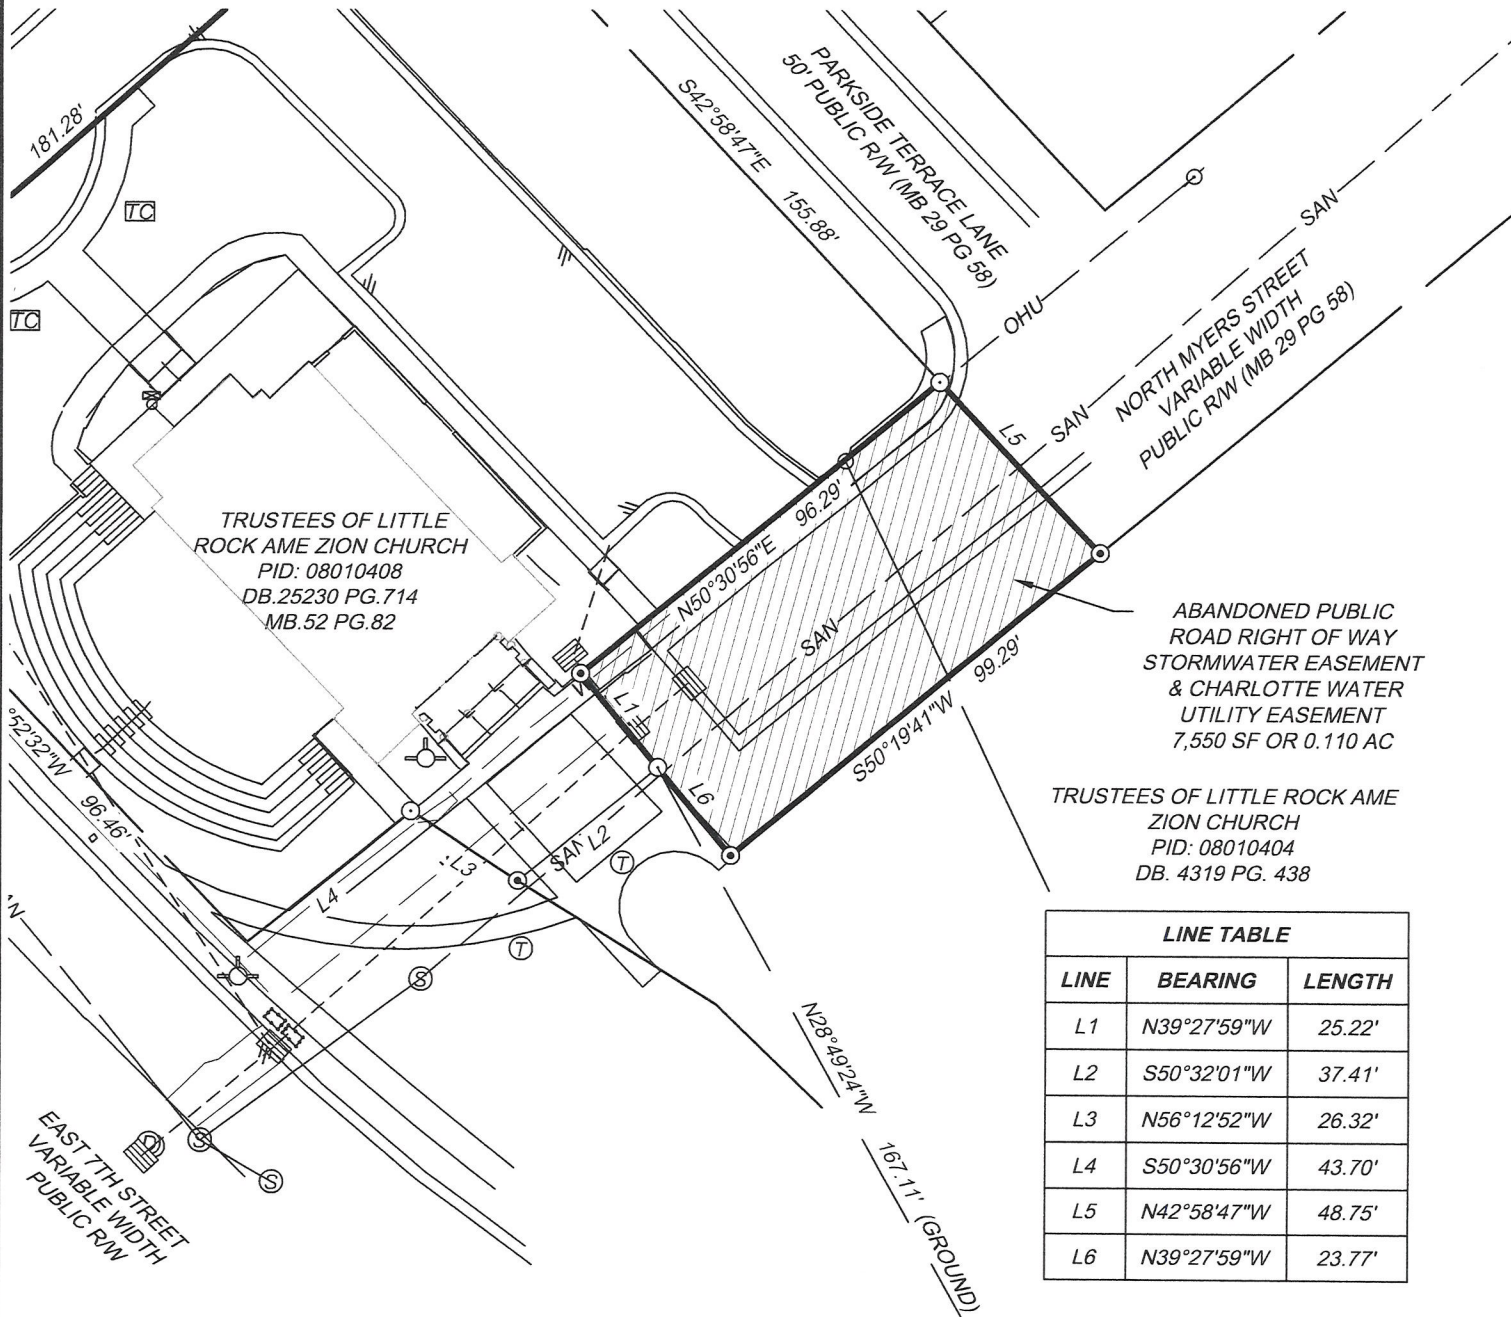 181.28'
TC
TC
S42°58'47"E
155.88'
PARKSIDE TERRACE LANE
50' PUBLIC R/W (MB 29 PG 58)
OHU
SAN
SAN
NORTH MYERS STREET
VARIABLE WIDTH
PUBLIC R/W (MB 29 PG 58)
L5
96.29'
N50°30'56"E
SAN
TRUSTEES OF LITTLE
ROCK AME ZION CHURCH
PID: 08010408
DB.25230 PG.714
MB.52 PG.82
L1
99.29'
S50°19'41"W
ABANDONED PUBLIC
ROAD RIGHT OF WAY
STORMWATER EASEMENT
& CHARLOTTE WATER
UTILITY EASEMENT
7,550 SF OR 0.110 AC
TRUSTEES OF LITTLE ROCK AME
ZION CHURCH
PID: 08010404
DB. 4319 PG. 438
°52'32"W
96.46'
L6
SAN
L2
L3
L4
T
T
S
S
S
N28°49'24"W
167.11' (GROUND)
EAST 7TH STREET
VARIABLE WIDTH
PUBLIC R/W
LINE TABLE
LINE BEARING LENGTH
L1 N39°27'59"W 25.22'
L2 S50°32'01"W 37.41'
L3 N56°12'52"W 26.32'
L4 S50°30'56"W 43.70'
L5 N42°58'47"W 48.75'
L6 N39°27'59"W 23.77'